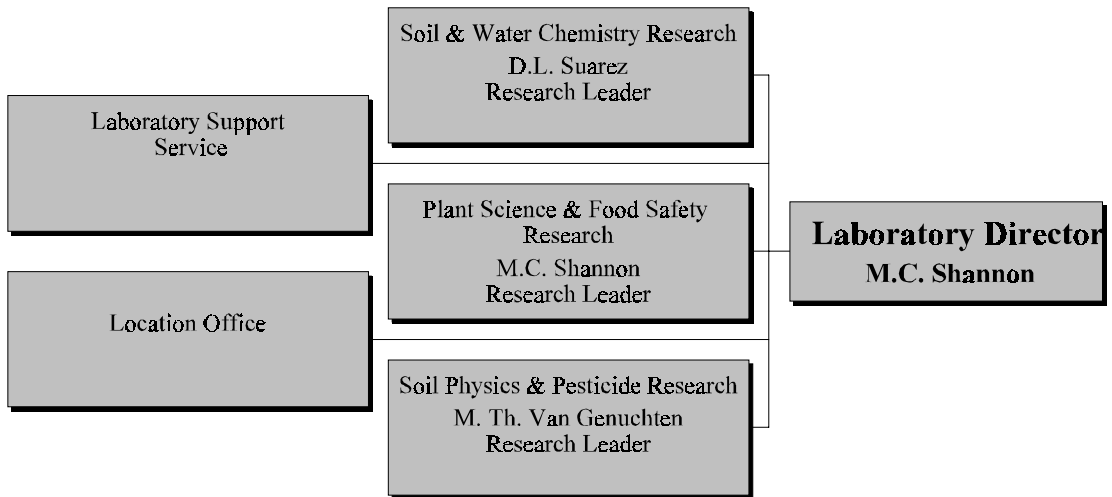 Soil & Water Chemistry Research
D.L. Suarez
Research Leader
Laboratory Support
Service
Plant Science & Food Safety
Research
M.C. Shannon
Research Leader
Laboratory Director
M.C. Shannon
Location Office
Soil Physics & Pesticide Research
M. Th. Van Genuchten
Research Leader